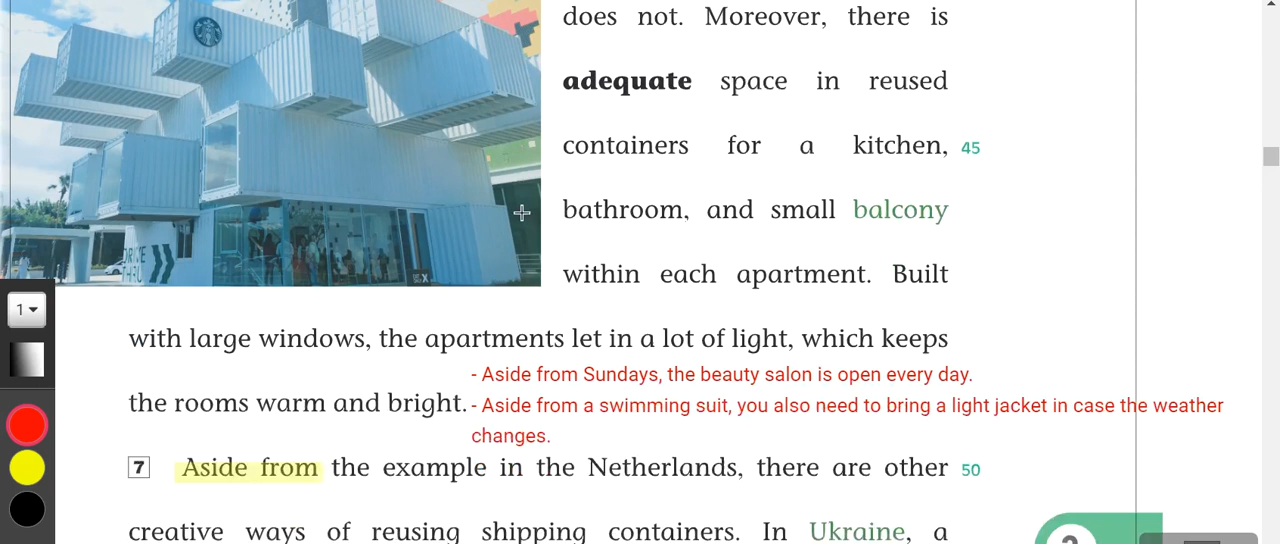 does not. Moreover, there is
adequate space in reused
containers for a kitchen, 45
bathroom, and small balcony
within each apartment. Built
with large windows, the apartments let in a lot of light, which keeps
- Aside from Sundays, the beauty salon is open every day.
the rooms warm and bright.
- Aside from a swimming suit, you also need to bring a light jacket in case the weather
changes.
7 Aside from the example in the Netherlands, there are other 50
creative ways of reusing shipping containers. In Ukraine, a
1